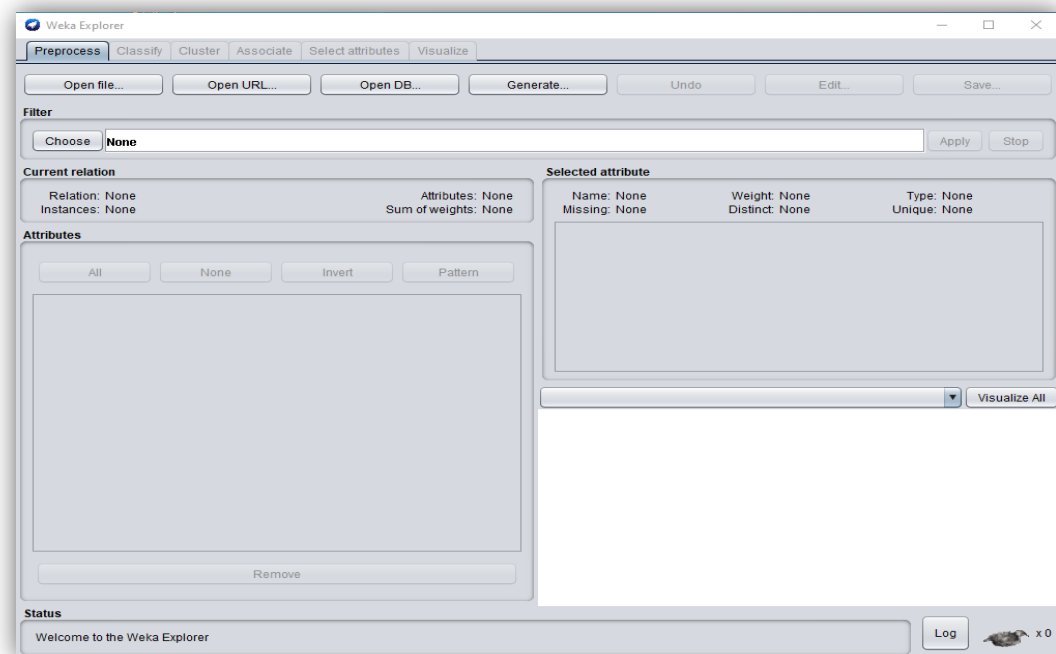 Weka Explorer
Preprocess Classify Cluster Associate Select attributes Visualize
Open file... Open URL... Open DB... Generate... Undo Edit... Save...
Filter
Choose None Apply Stop
Current relation
Relation: None Attributes: None
Instances: None Sum of weights: None
Selected attribute
Name: None Weight: None Type: None
Missing: None Distinct: None Unique: None
Attributes
All None Invert Pattern
Visualize All
Remove
Status
Welcome to the Weka Explorer
Log x 0